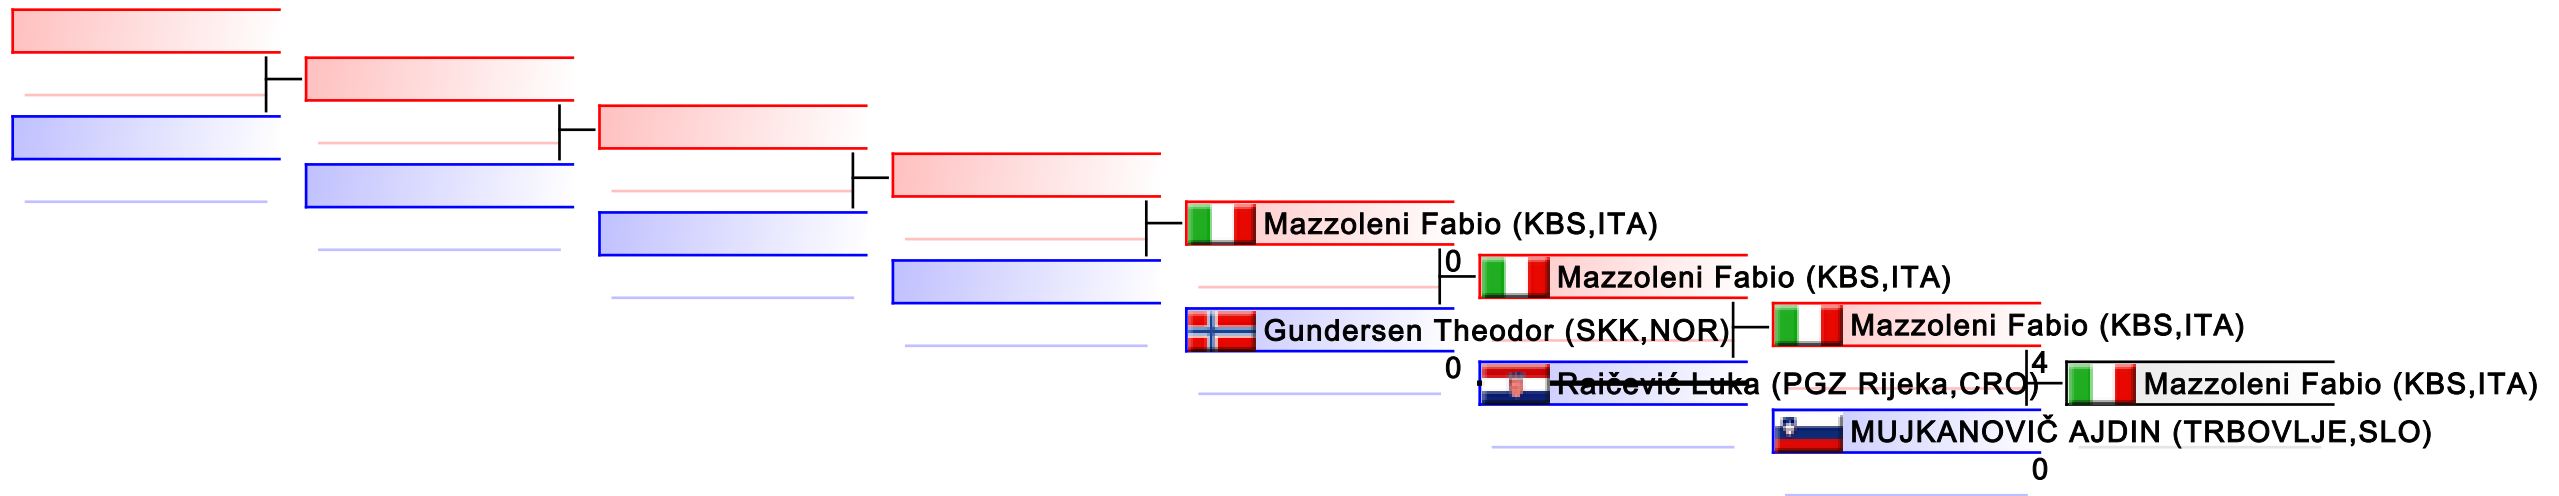 Mazzoleni Fabio (KBS,ITA)
0
Mazzoleni Fabio (KBS,ITA)
Gundersen Theodor (SKK,NOR)
0
Mazzoleni Fabio (KBS,ITA)
4
Raičević Luka (PGZ Rijeka,CRO)
Mazzoleni Fabio (KBS,ITA)
MUJKANOVIČ AJDIN (TRBOVLJE,SLO)
0